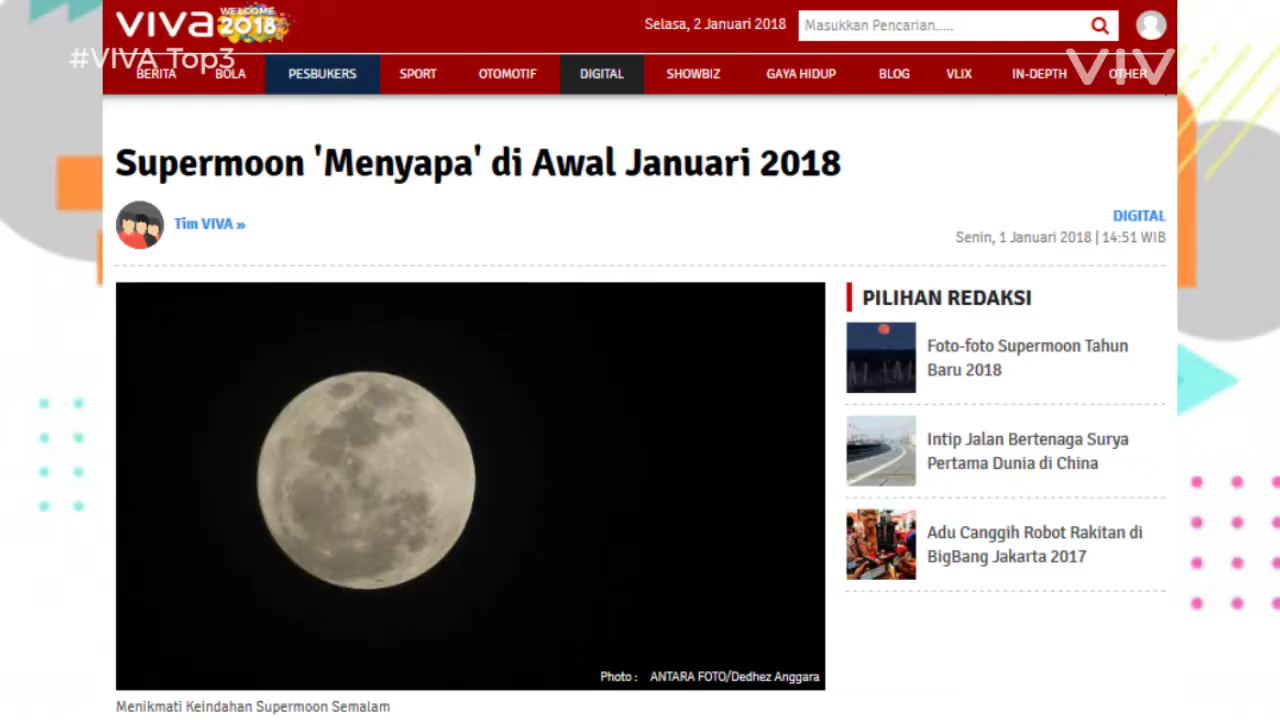 VIVA
WELCOME
2018
Selasa, 2 Januari 2018
Masukkan Pencarian.....
#VIVA Top3
VIV
BERITA
BOLA
PESBUKERS
SPORT
OTOMOTIF
DIGITAL
SHOWBIZ
GAYA HIDUP
BLOG
VLIX
IN-DEPTH
OTHER
Supermoon 'Menyapa' di Awal Januari 2018
Tim VIVA »
DIGITAL
Senin, 1 Januari 2018 | 14:51 WIB
PILIHAN REDAKSI
Foto-foto Supermoon Tahun
Baru 2018
Intip Jalan Bertenaga Surya
Pertama Dunia di China
Adu Canggih Robot Rakitan di
BigBang Jakarta 2017
Photo : ANTARA FOTO/Dedhez Anggara
Menikmati Keindahan Supermoon Semalam